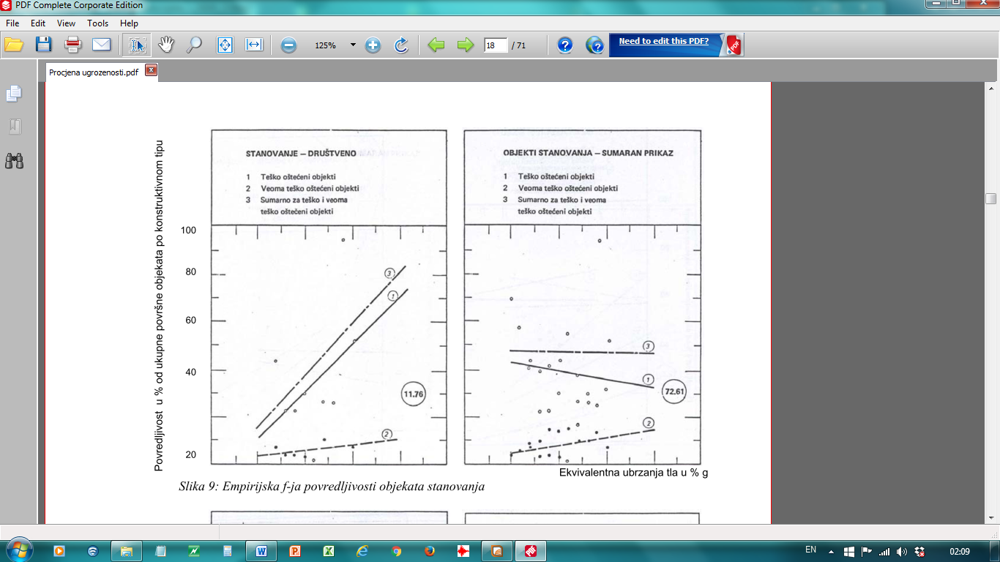 PDF Complete Corporate Edition
File Edit View Tools Help
125%
18 / 71
Need to edit this PDF?
PDF
Procjena ugrozenosti.pdf
Povredljivost u % od ukupne površne objekata po konstruktivnom tipu
STANOVANJE – DRUŠTVENO
1 Teško oštećeni objekti
2 Veoma teško oštećeni objekti
3 Sumarno za teško i veoma
teško oštećeni objekti
100
80
60
40
20
3
1
2
11.76
OBJEKTI STANOVANJA – SUMARAN PRIKAZ
1 Teško oštećeni objekti
2 Veoma teško oštećeni objekti
3 Sumarno za teško i veoma
teško oštećeni objekti
3
1
2
72.61
Ekvivalentna ubrzanja tla u % g
Slika 9: Empirijska f-ja povredljivosti objekata stanovanja
EN
02:09